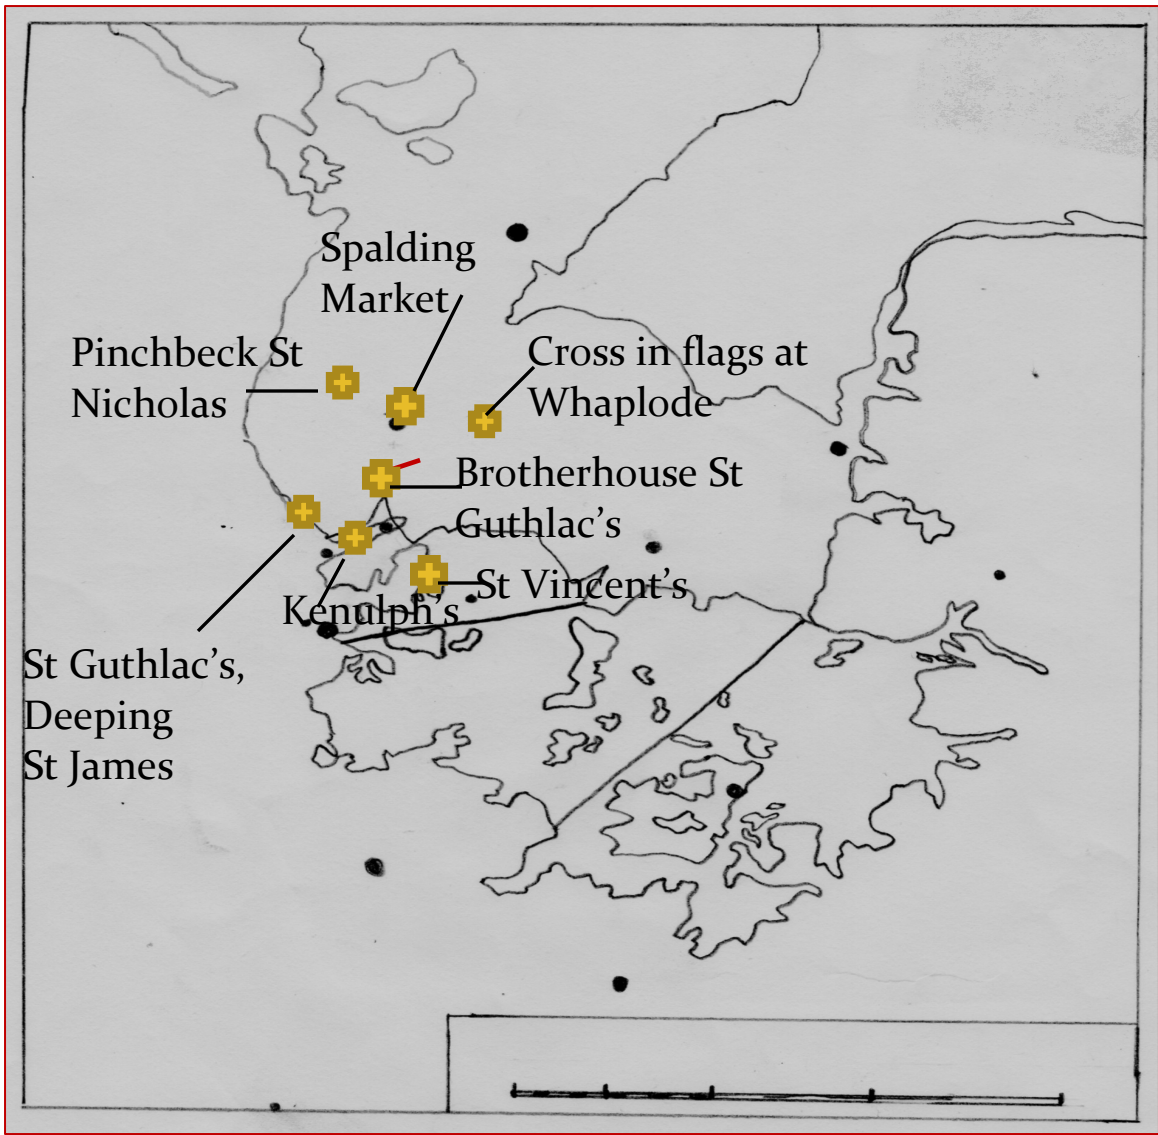 Spalding
Market
Pinchbeck St
Nicholas
Cross in flags at
Whaplode
Brotherhouse St
Guthlac’s
St Vincent’s
Kenulph’s
St Guthlac’s,
Deeping
St James